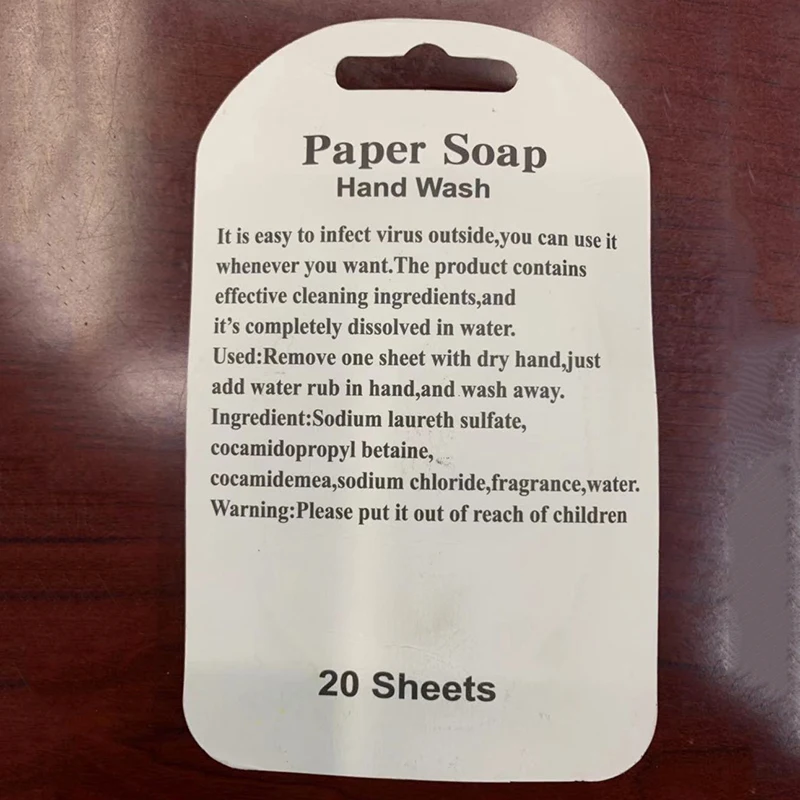 Paper Soap
Hand Wash
It is easy to infect virus outside,you can use it
whenever you want.The product contains
effective cleaning ingredients,and
it’s completely dissolved in water.
Used:Remove one sheet with dry hand,just
add water rub in hand,and wash away.
Ingredient:Sodium laureth sulfate,
cocamidopropyl betaine,
cocamidemea,sodium chloride,fragrance,water.
Warning:Please put it out of reach of children
20 Sheets